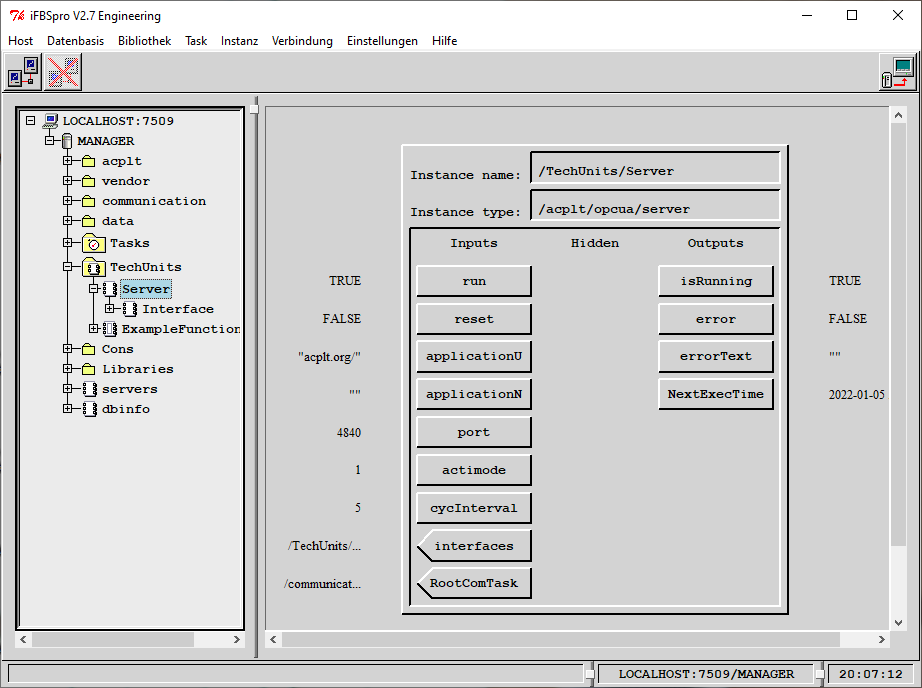 iFBSpro V2.7 Engineering
Host Datenbasis Bibliothek Task Instanz Verbindung Einstellungen Hilfe
LOCALHOST:7509
MANAGER
acplt
vendor
communication
data
Tasks
TechUnits
Server
Interface
ExampleFunction
Cons
Libraries
servers
dbinfo
Instance name: /TechUnits/Server
Instance type: /acplt/opcua/server
Inputs Hidden Outputs
TRUE run isRunning TRUE
FALSE reset error FALSE
"acplt.org/" applicationU errorText ""
"" applicationN NextExecTime 2022-01-05
4840 port
1 actimode
5 cycInterval
/TechUnits/... interfaces
/communicat... RootComTask
LOCALHOST:7509/MANAGER 20:07:12